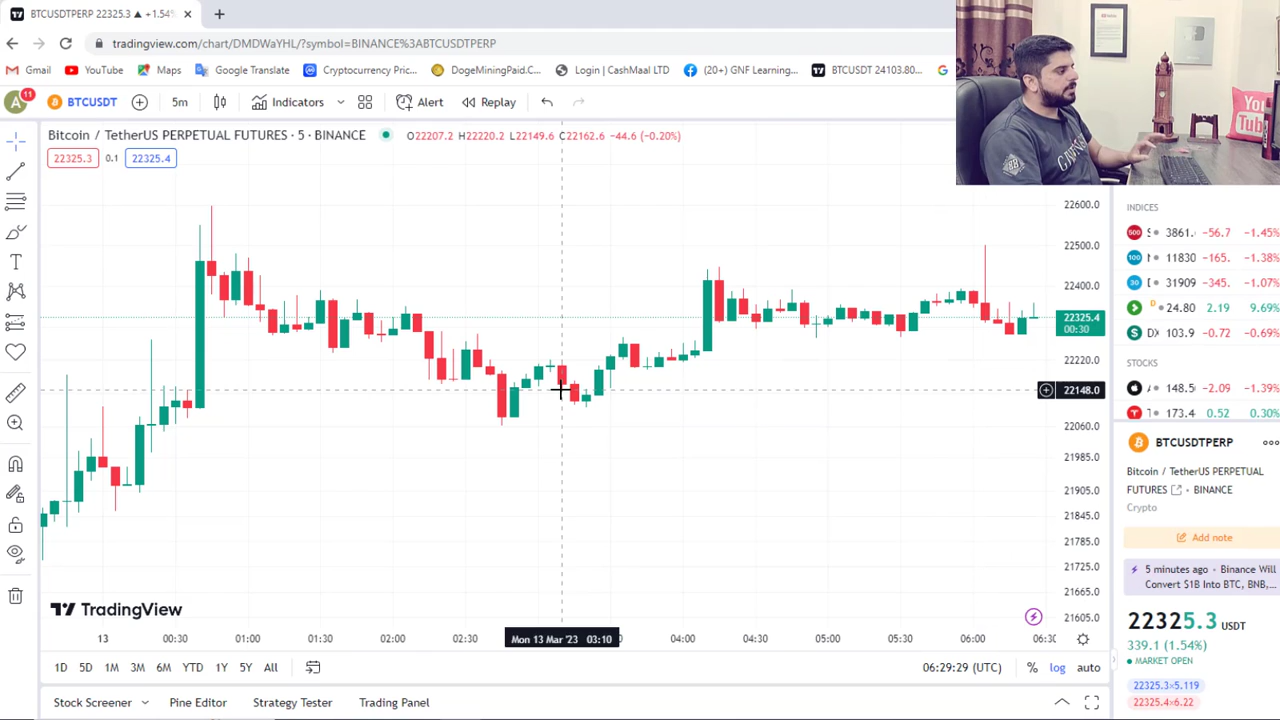 BTCUSDTPERP 22325.3 ▲ +1.54%
tradingview.com/chart/DMDWaYHL/?symbol=BINANCE%3ABTCUSDTPERP
Gmail YouTube Maps Google Transl... Cryptocurrency Pric... DogeMiningPaid.C... Login | CashMaal LTD (20+) GNF Learning... BTCUSDT 24103.80...
A 11 BTCUSDT 5m Indicators Alert Replay
Bitcoin / TetherUS PERPETUAL FUTURES · 5 · BINANCE O22207.2 H22220.2 L22149.6 C22162.6 −44.6 (−0.20%)
22325.3 0.1 22325.4
You
Tube
22600.0
22500.0
22400.0
22325.4
00:30
22220.0
22148.0
22060.0
21985.0
21905.0
21845.0
21785.0
21725.0
21665.0
21605.0
TradingView
13 00:30 01:00 01:30 02:00 02:30 Mon 13 Mar '23 03:10 04:00 04:30 05:00 05:30 06:00 06:30
1D 5D 1M 3M 6M YTD 1Y 5Y All 06:29:29 (UTC) % log auto
Stock Screener Pine Editor Strategy Tester Trading Panel
INDICES
500 3861. −56.7 −1.45%
100 11830 −165. −1.38%
30 31909 −345. −1.07%
D 24.80 2.19 9.69%
DX 103.9 −0.72 −0.69%
STOCKS
148.5 −2.09 −1.39%
173.4 0.52 0.30%
BTCUSDTPERP
Bitcoin / TetherUS PERPETUAL
FUTURES · BINANCE
Crypto
Add note
5 minutes ago · Binance Will
Convert $1B Into BTC, BNB,...
22325.3 USDT
339.1 (1.54%)
MARKET OPEN
22325.3×5.119
22325.4×6.22